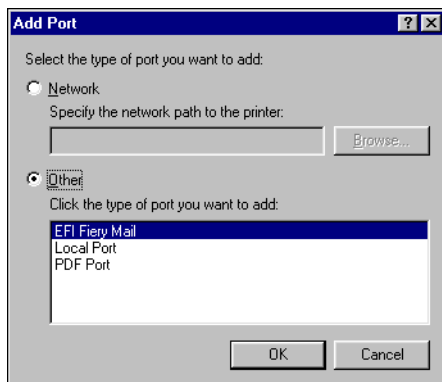 Add Port
Select the type of port you want to add:
Network
Specify the network path to the printer:
Browse...
Other
Click the type of port you want to add:
EFI Fiery Mail
Local Port
PDF Port
OK Cancel